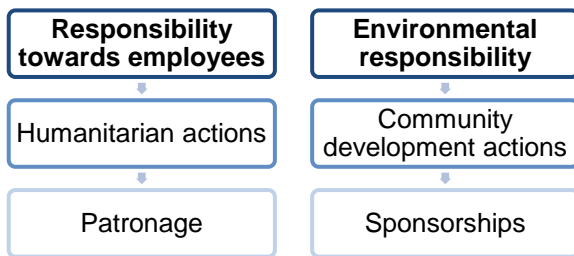 Responsibility
towards employees
Humanitarian actions
Patronage
Environmental
responsibility
Community
development actions
Sponsorships